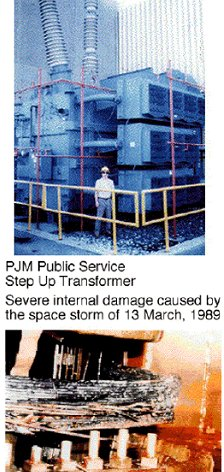 PJM Public Service
Step Up Transformer
Severe internal damage caused by
the space storm of 13 March, 1989